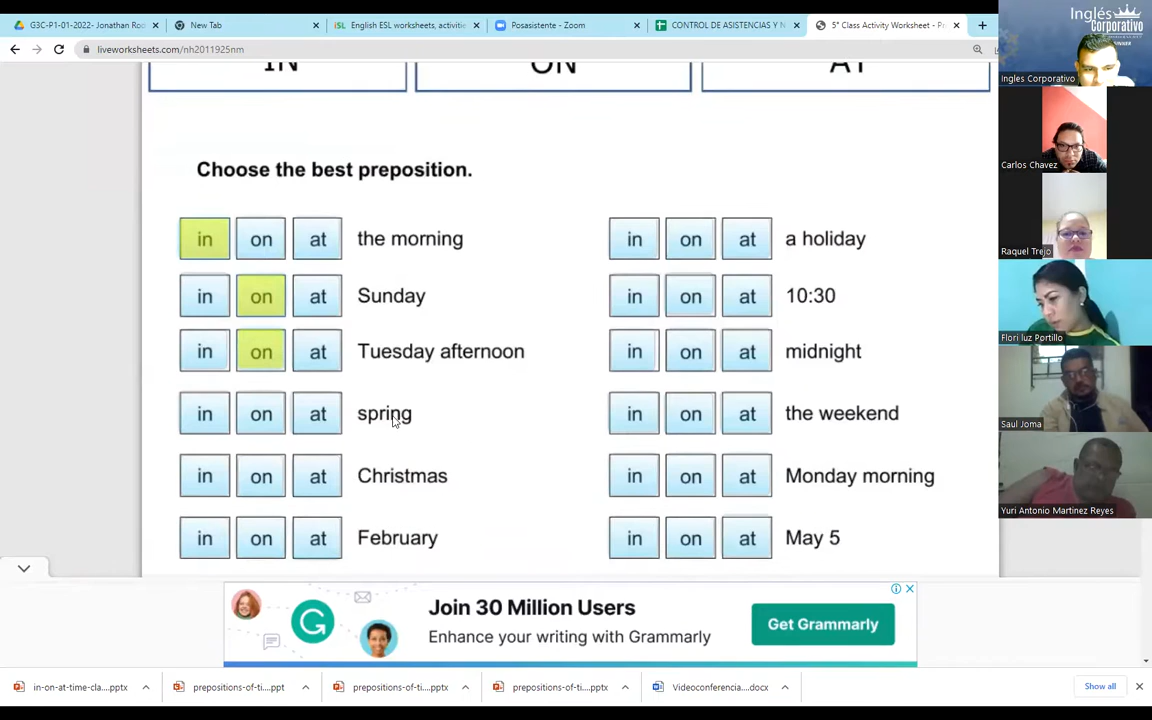 G3C-P1-01-2022- Jonathan Ro
New Tab
iSL English ESL worksheets, activitie
Posasistente - Zoom
CONTROL DE ASISTENCIAS Y N
5° Class Activity Worksheet - Pr
liveworksheets.com/nh2011925nm
Inglés
Corporativo
Ingles Corporativo
IN ON AT
Choose the best preposition.
in on at the morning
in on at a holiday
in on at Sunday
in on at 10:30
in on at Tuesday afternoon
in on at midnight
in on at spring
in on at the weekend
in on at Christmas
in on at Monday morning
in on at February
in on at May 5
Carlos Chavez
Raquel Trejo
Flori luz Portillo
Saul Joma
Yuri Antonio Martinez Reyes
Join 30 Million Users
Enhance your writing with Grammarly
Get Grammarly
in-on-at-time-cla....pptx
prepositions-of-ti....ppt
prepositions-of-ti....pptx
prepositions-of-ti....pptx
Videoconferencia....docx
Show all